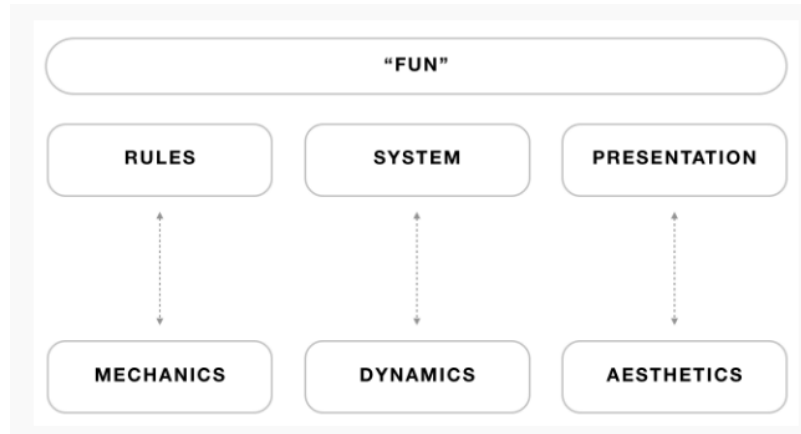 “FUN”
RULES
SYSTEM
PRESENTATION
MECHANICS
DYNAMICS
AESTHETICS